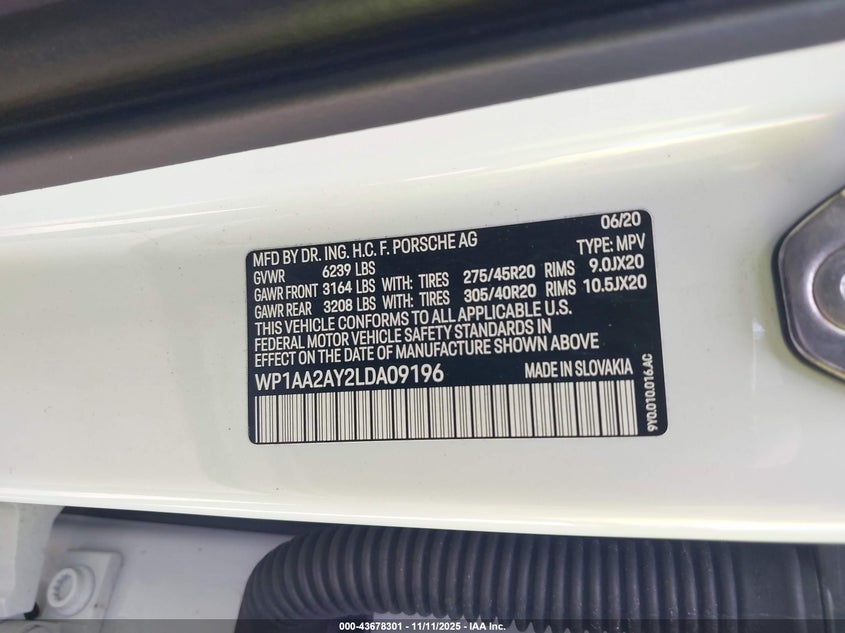 06/20
MFD BY DR. ING. H.C. F. PORSCHE AG
TYPE: MPV
GVWR 6239 LBS
GAWR FRONT 3164 LBS WITH: TIRES 275/45R20 RIMS 9.0JX20
GAWR REAR 3208 LBS WITH: TIRES 305/40R20 RIMS 10.5JX20
THIS VEHICLE CONFORMS TO ALL APPLICABLE U.S.
FEDERAL MOTOR VEHICLE SAFETY STANDARDS IN
EFFECT ON THE DATE OF MANUFACTURE SHOWN ABOVE
WP1AA2AY2LDA09196 MADE IN SLOVAKIA
9Y0.010.016.AC
000-43678301 - 11/11/2025 - IAA Inc.